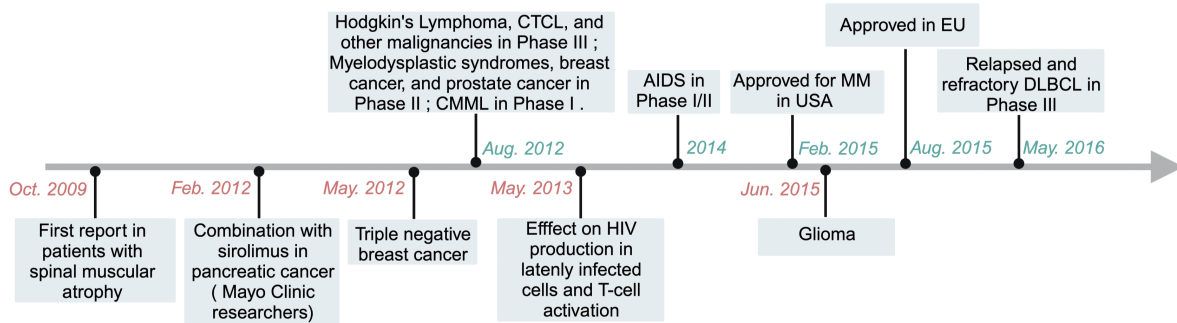 Hodgkin's Lymphoma, CTCL, and
other malignancies in Phase III ;
Myelodysplastic syndromes, breast
cancer, and prostate cancer in
Phase II ; CMML in Phase I .
AIDS in
Phase I/II
Approved for MM
in USA
Approved in EU
Relapsed and
refractory DLBCL in
Phase III
Aug. 2012
2014
Feb. 2015
Aug. 2015
May. 2016
Oct. 2009
Feb. 2012
May. 2012
May. 2013
Jun. 2015
First report in
patients with
spinal muscular
atrophy
Combination with
sirolimus in
pancreatic cancer
( Mayo Clinic
researchers)
Triple negative
breast cancer
Efffect on HIV
production in
latenly infected
cells and T-cell
activation
Glioma